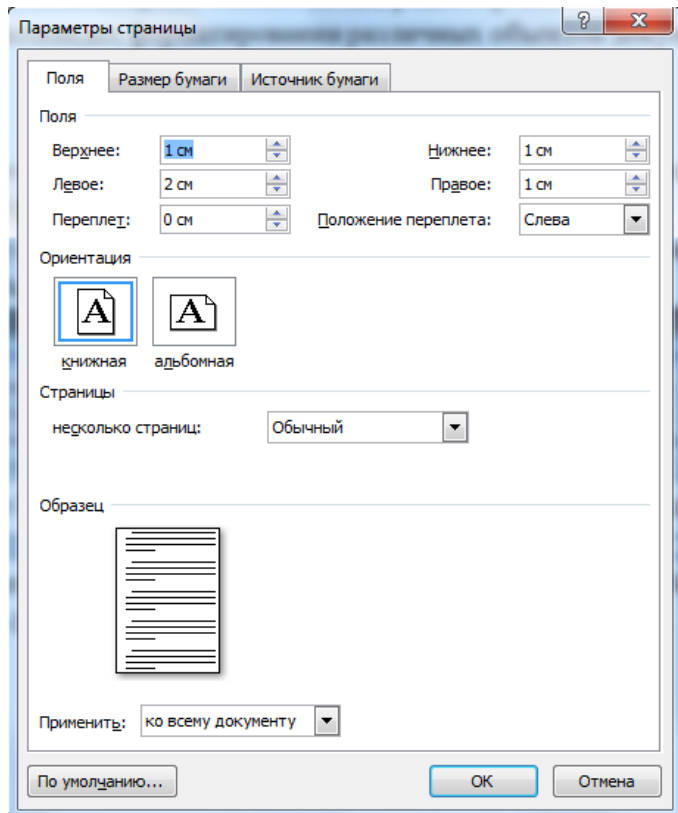 Параметры страницы
Поля Размер бумаги Источник бумаги
Поля
Верхнее: 1 см Нижнее: 1 см
Левое: 2 см Правое: 1 см
Переплет: 0 см Положение переплета: Слева
Ориентация
A A
книжная альбомная
Страницы
несколько страниц: Обычный
Образец
Применить: ко всему документу
По умолчанию... ОК Отмена